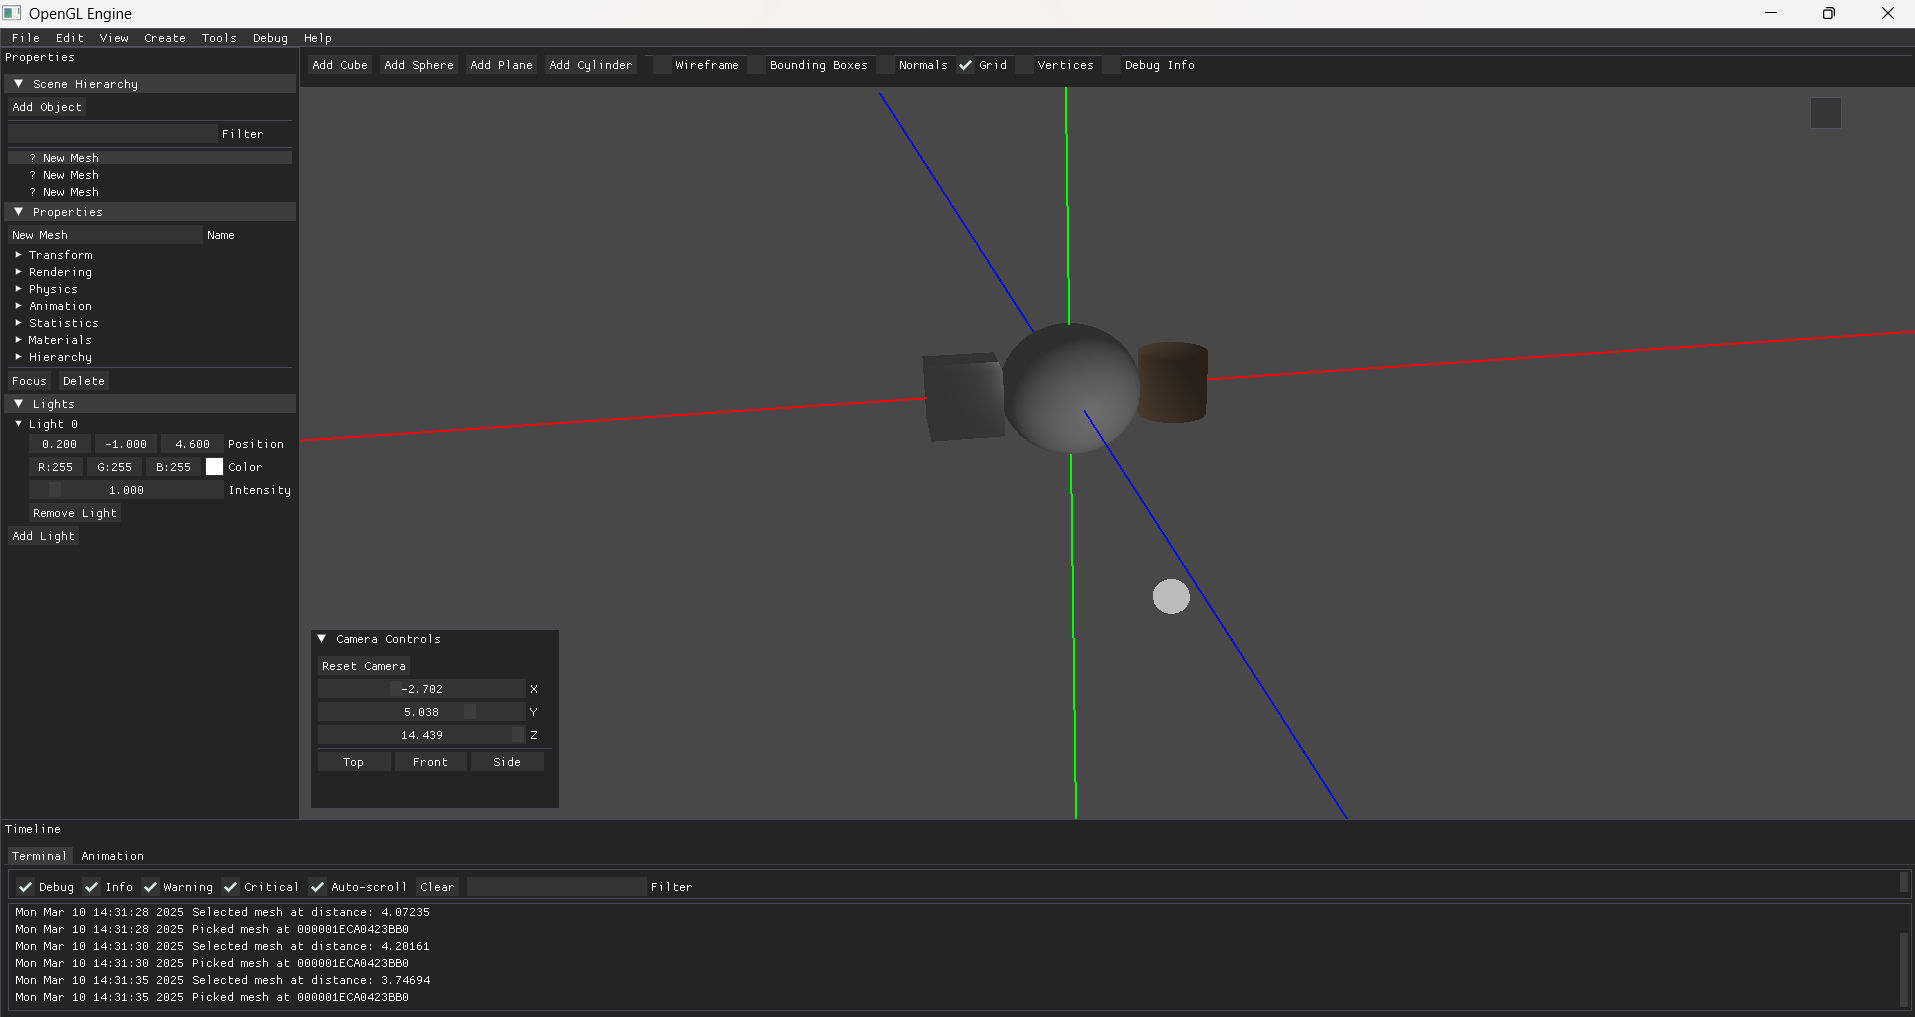 OpenGL Engine
File Edit View Create Tools Debug Help
Properties
Scene Hierarchy
Add Object
Filter
? New Mesh
? New Mesh
? New Mesh
Properties
New Mesh Name
Transform
Rendering
Physics
Animation
Statistics
Materials
Hierarchy
Focus Delete
Lights
Light 0
0.200 -1.000 4.600 Position
R:255 G:255 B:255 Color
1.000 Intensity
Remove Light
Add Light
Add Cube Add Sphere Add Plane Add Cylinder Wireframe Bounding Boxes Normals Grid Vertices Debug Info
Camera Controls
Reset Camera
-2.702 X
5.038 Y
14.439 Z
Top Front Side
Timeline
Terminal Animation
Debug Info Warning Critical Auto-scroll Clear Filter
Mon Mar 10 14:31:28 2025 Selected mesh at distance: 4.07235
Mon Mar 10 14:31:28 2025 Picked mesh at 000001ECA0423BB0
Mon Mar 10 14:31:30 2025 Selected mesh at distance: 4.20161
Mon Mar 10 14:31:30 2025 Picked mesh at 000001ECA0423BB0
Mon Mar 10 14:31:35 2025 Selected mesh at distance: 3.74694
Mon Mar 10 14:31:35 2025 Picked mesh at 000001ECA0423BB0